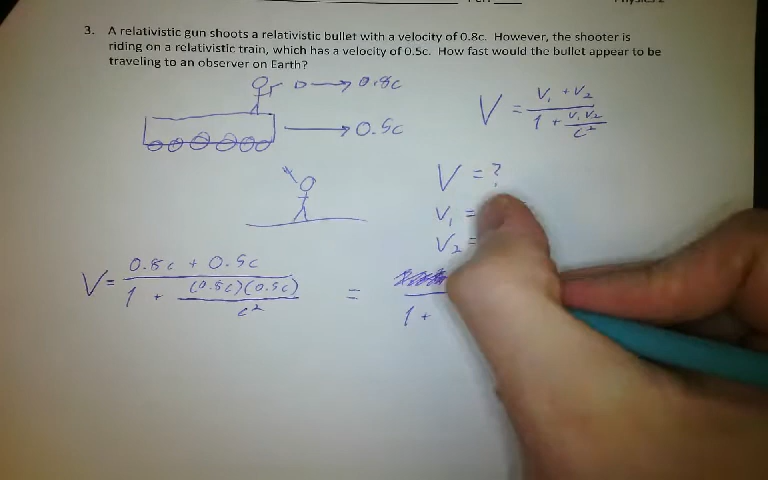 3. A relativistic gun shoots a relativistic bullet with a velocity of 0.8c. However, the shooter is
riding on a relativistic train, which has a velocity of 0.5c. How fast would the bullet appear to be
traveling to an observer on Earth?
0.8c
0.5c
V = V₁ + V₂ / 1 + V₁ V₂ / c²
V = ?
V₁ =
V₂ =
V = 0.8c + 0.5c / 1 + (0.8c)(0.5c) / c² =
1 +